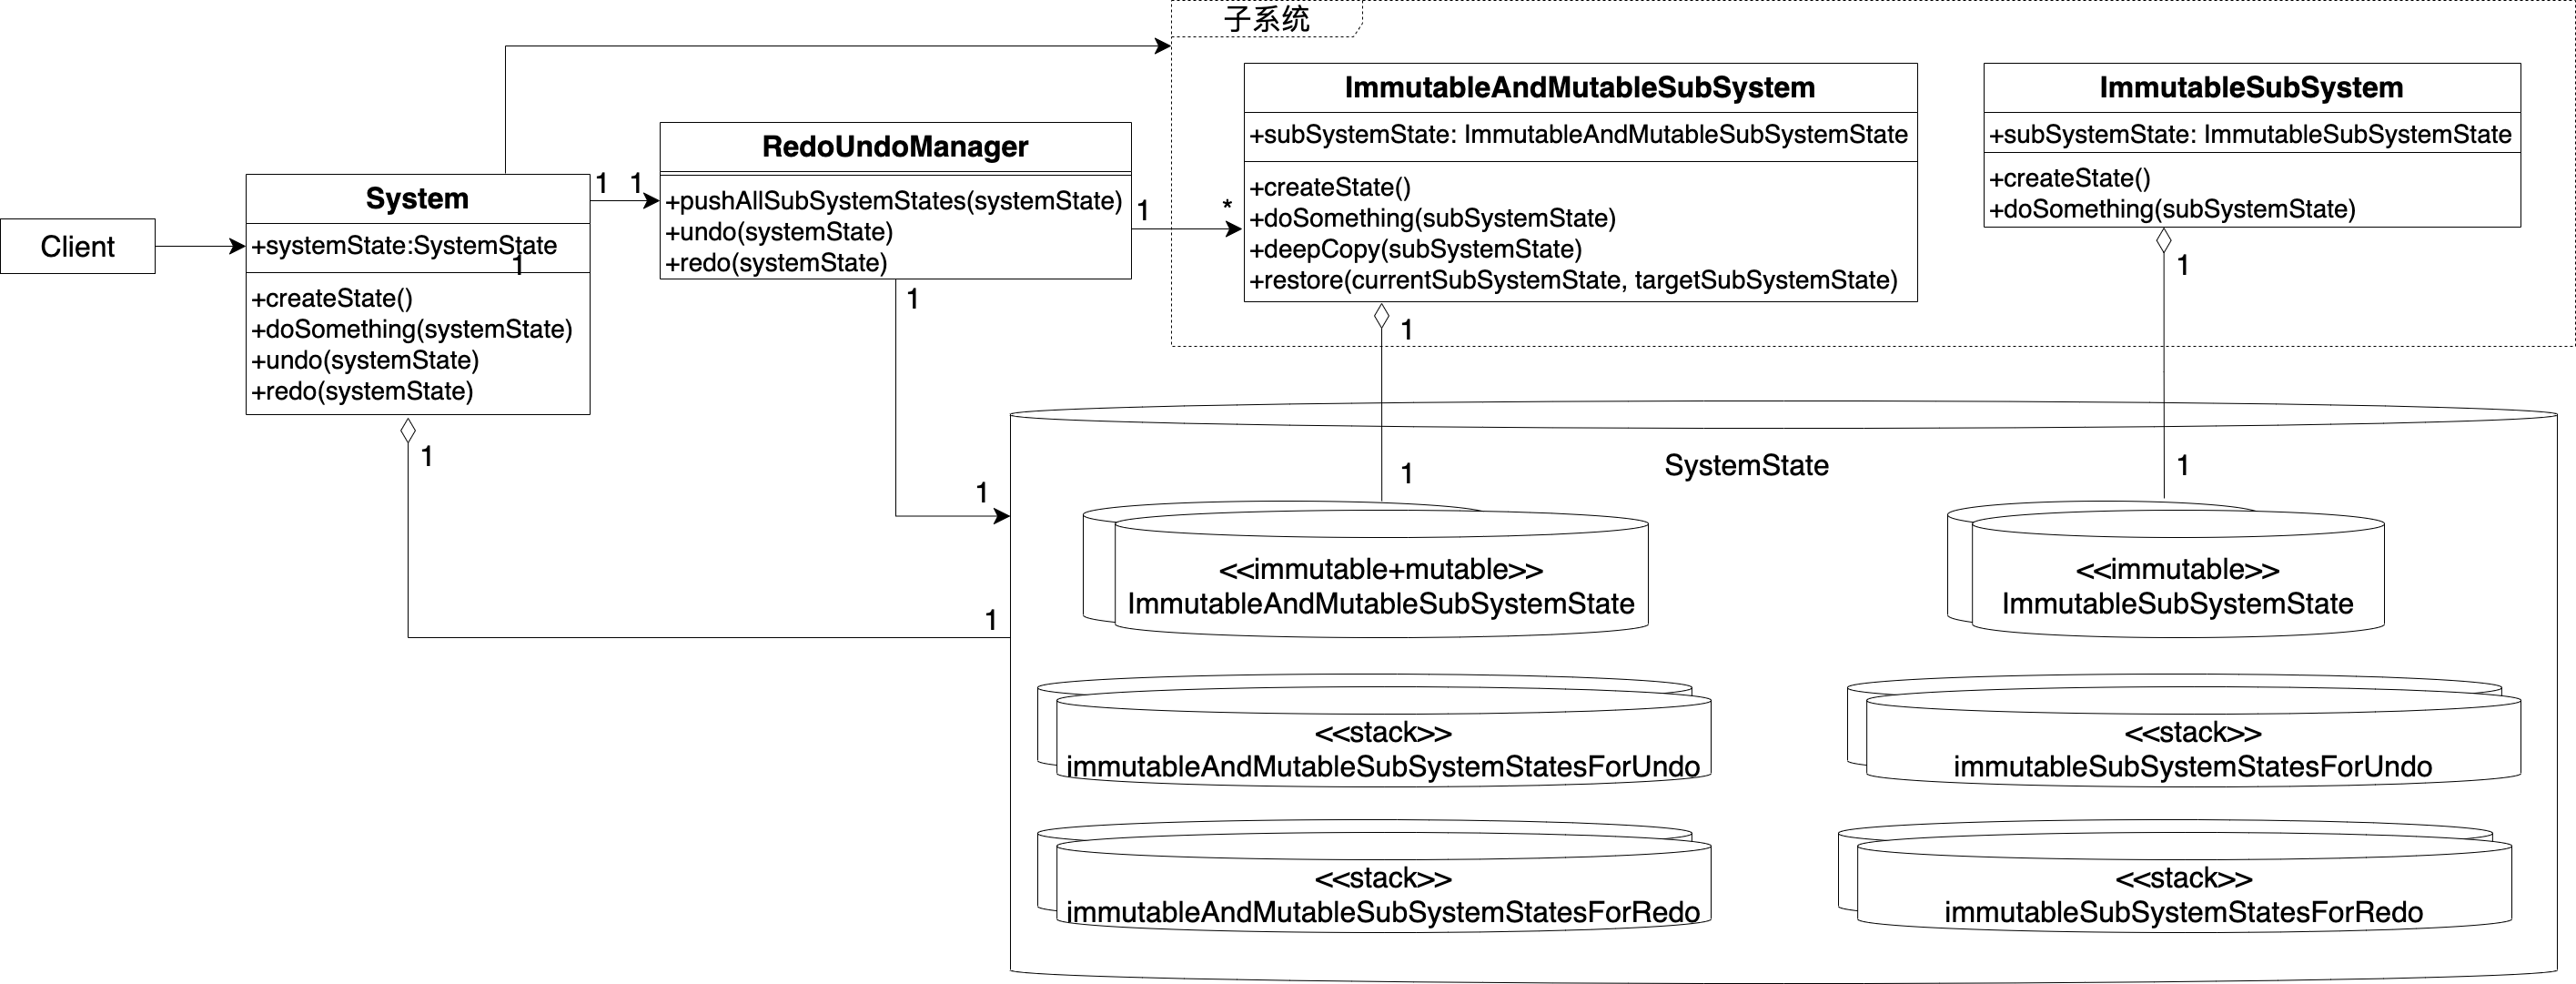 子系统
Client
System
+systemState:SystemState
1
+createState()
+doSomething(systemState)
+undo(systemState)
+redo(systemState)
1
1
1
RedoUndoManager
+pushAllSubSystemStates(systemState)
+undo(systemState)
+redo(systemState)
1
*
1
1
ImmutableAndMutableSubSystem
+subSystemState: ImmutableAndMutableSubSystemState
+createState()
+doSomething(subSystemState)
+deepCopy(subSystemState)
+restore(currentSubSystemState, targetSubSystemState)
1
1
ImmutableSubSystem
+subSystemState: ImmutableSubSystemState
+createState()
+doSomething(subSystemState)
1
1
1
SystemState
<<immutable+mutable>>
ImmutableAndMutableSubSystemState
<<immutable>>
ImmutableSubSystemState
<<stack>>
immutableAndMutableSubSystemStatesForUndo
<<stack>>
immutableSubSystemStatesForUndo
<<stack>>
immutableAndMutableSubSystemStatesForRedo
<<stack>>
immutableSubSystemStatesForRedo